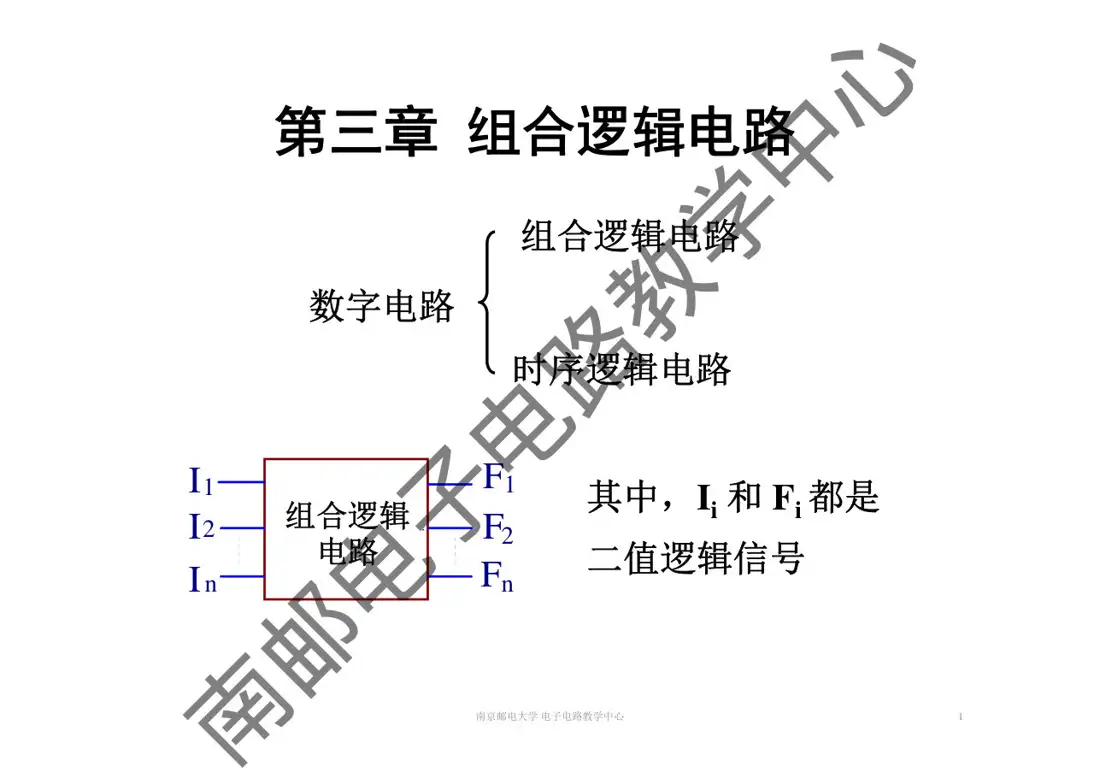 第三章 组合逻辑电路
组合逻辑电路
数字电路
时序逻辑电路
I1
I2
In
组合逻辑
电路
F1
F2
Fn
其中，Ii 和 Fi 都是
二值逻辑信号
南邮电子电路教学中心
南京邮电大学 电子电路教学中心
1